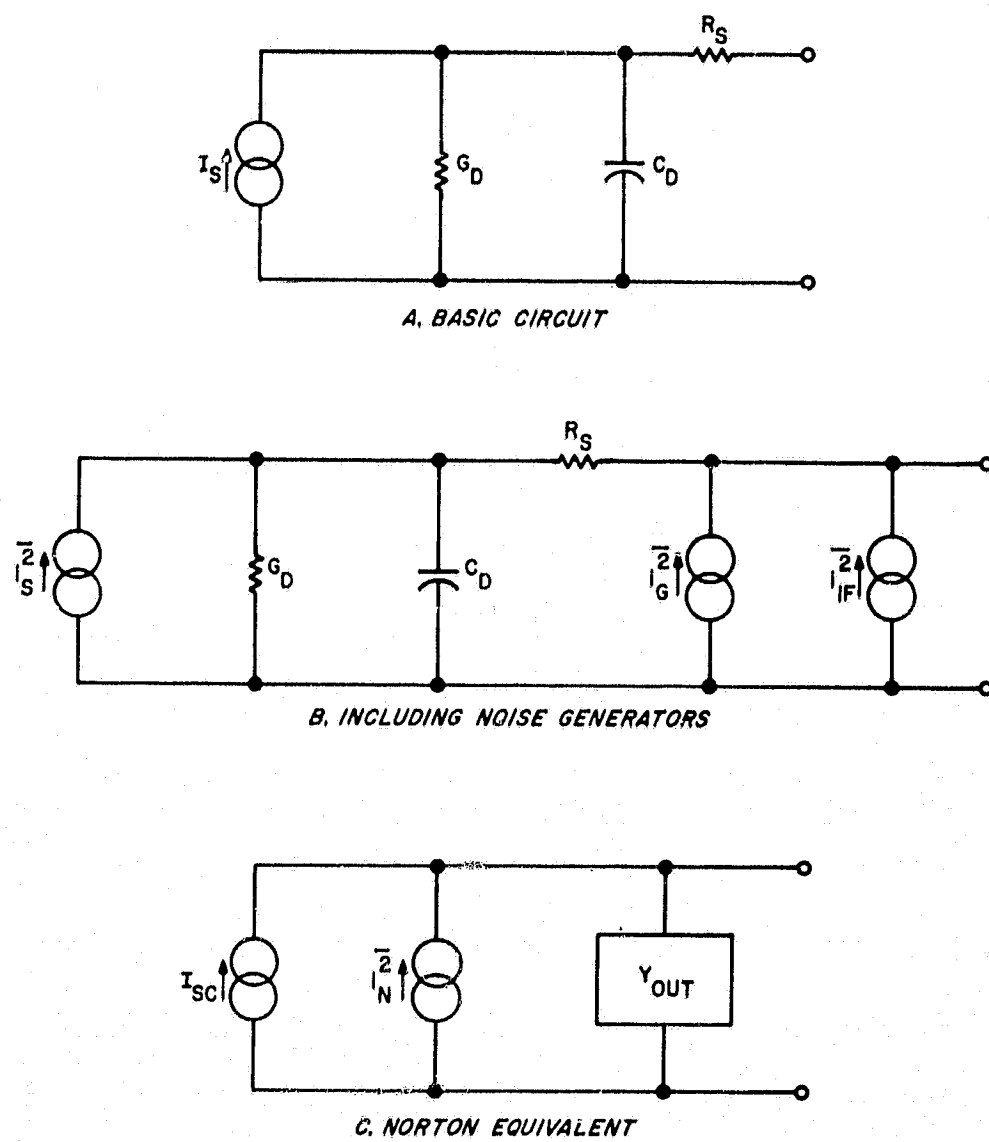 R_S
I_S
G_D
C_D
A. BASIC CIRCUIT
R_S
i_S^2
G_D
C_D
i_G^2
i_IF^2
B. INCLUDING NOISE GENERATORS
I_SC
i_N^2
Y_OUT
C. NORTON EQUIVALENT